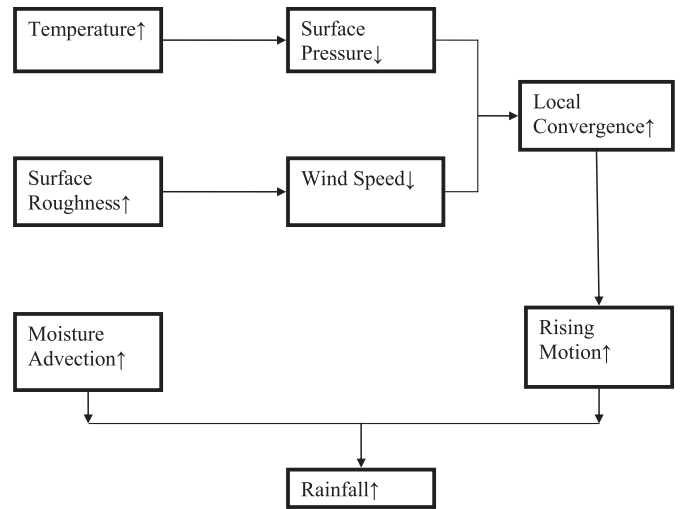 Temperature↑
Surface
Pressure↓
Local
Convergence↑
Surface
Roughness↑
Wind Speed↓
Moisture
Advection↑
Rising
Motion↑
Rainfall↑